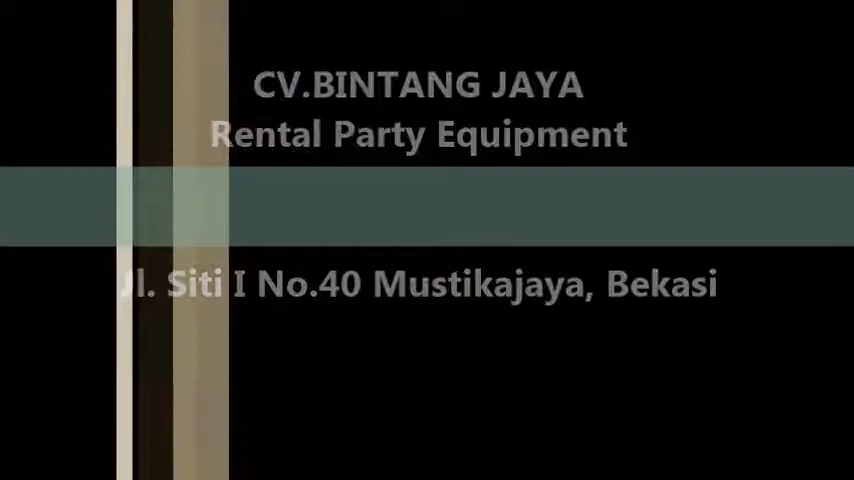 CV.BINTANG JAYA
Rental Party Equipment
Jl. Siti I No.40 Mustikajaya, Bekasi